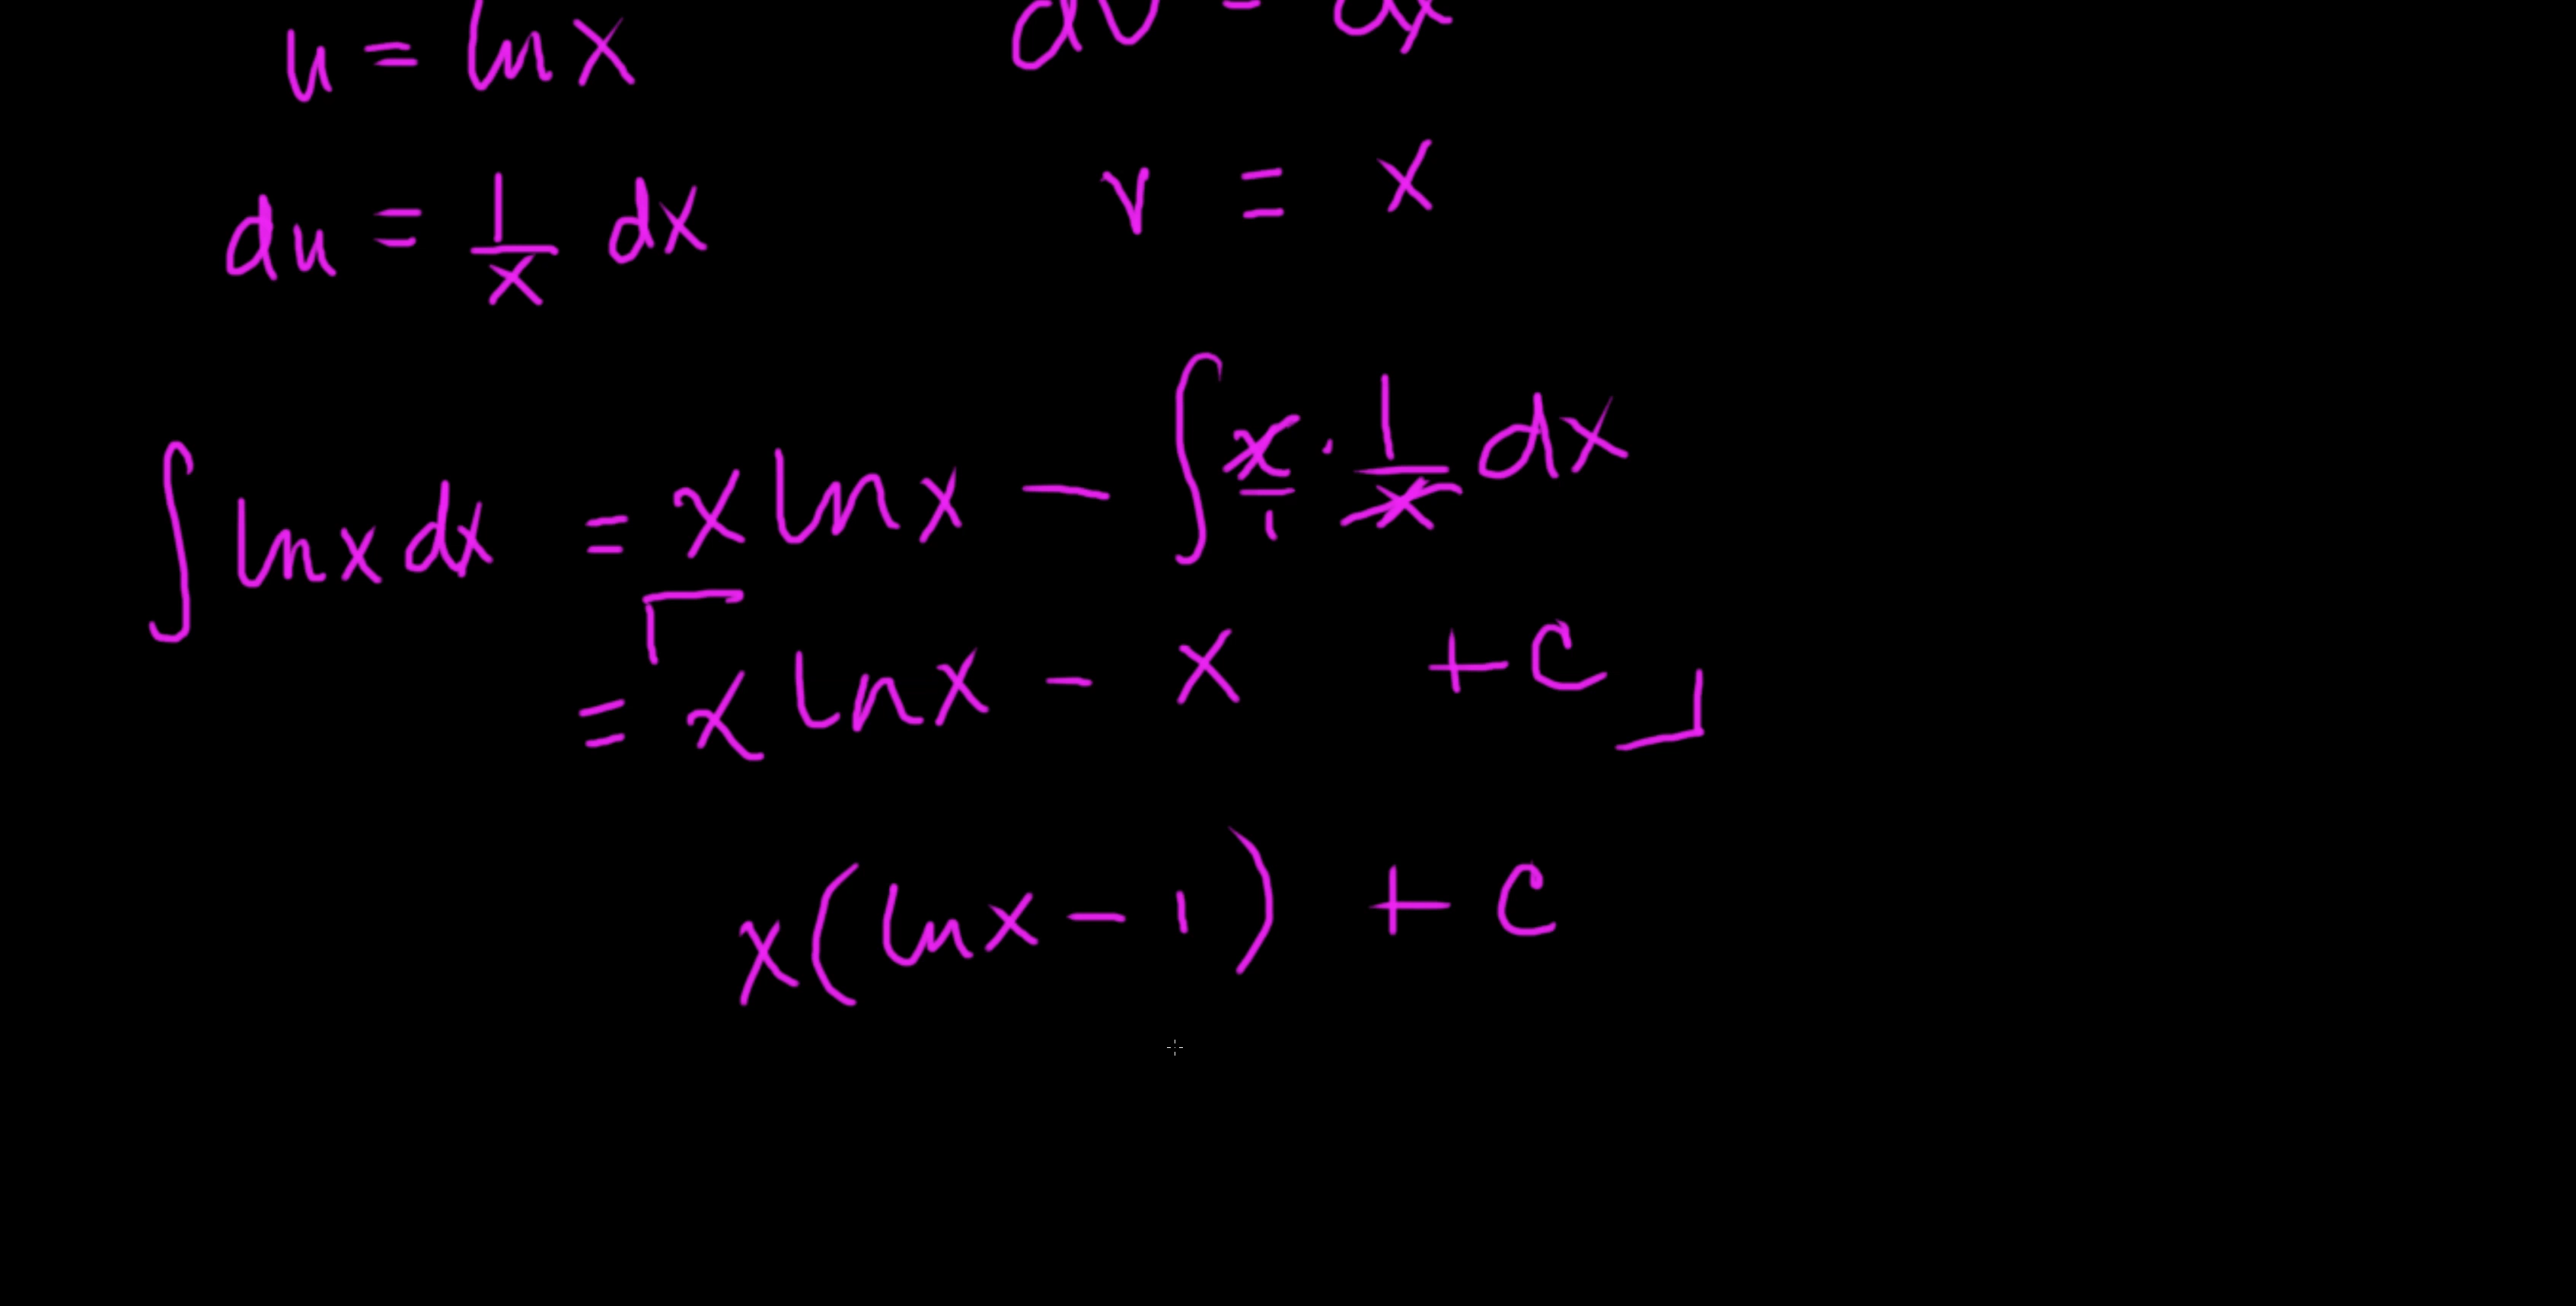 u = ln x dv = dx
du = 1/x dx v = x
∫ ln x dx = x ln x − ∫ x/1 · 1/x dx
= x ln x − x + C
x(ln x − 1) + C